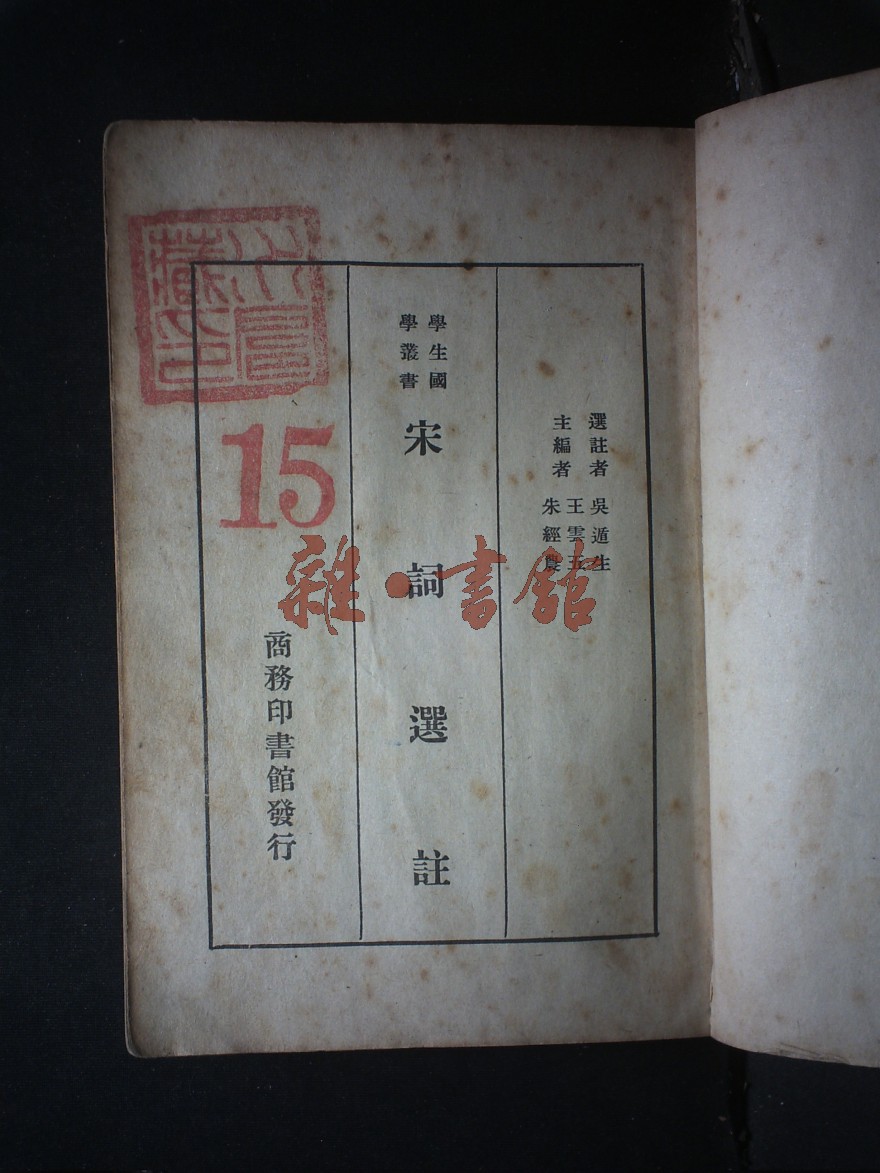 選註者 吳遁生
主編者 王雲五
朱經農
學生國
學叢書
宋詞選註
商務印書館發行
15
雜·書館